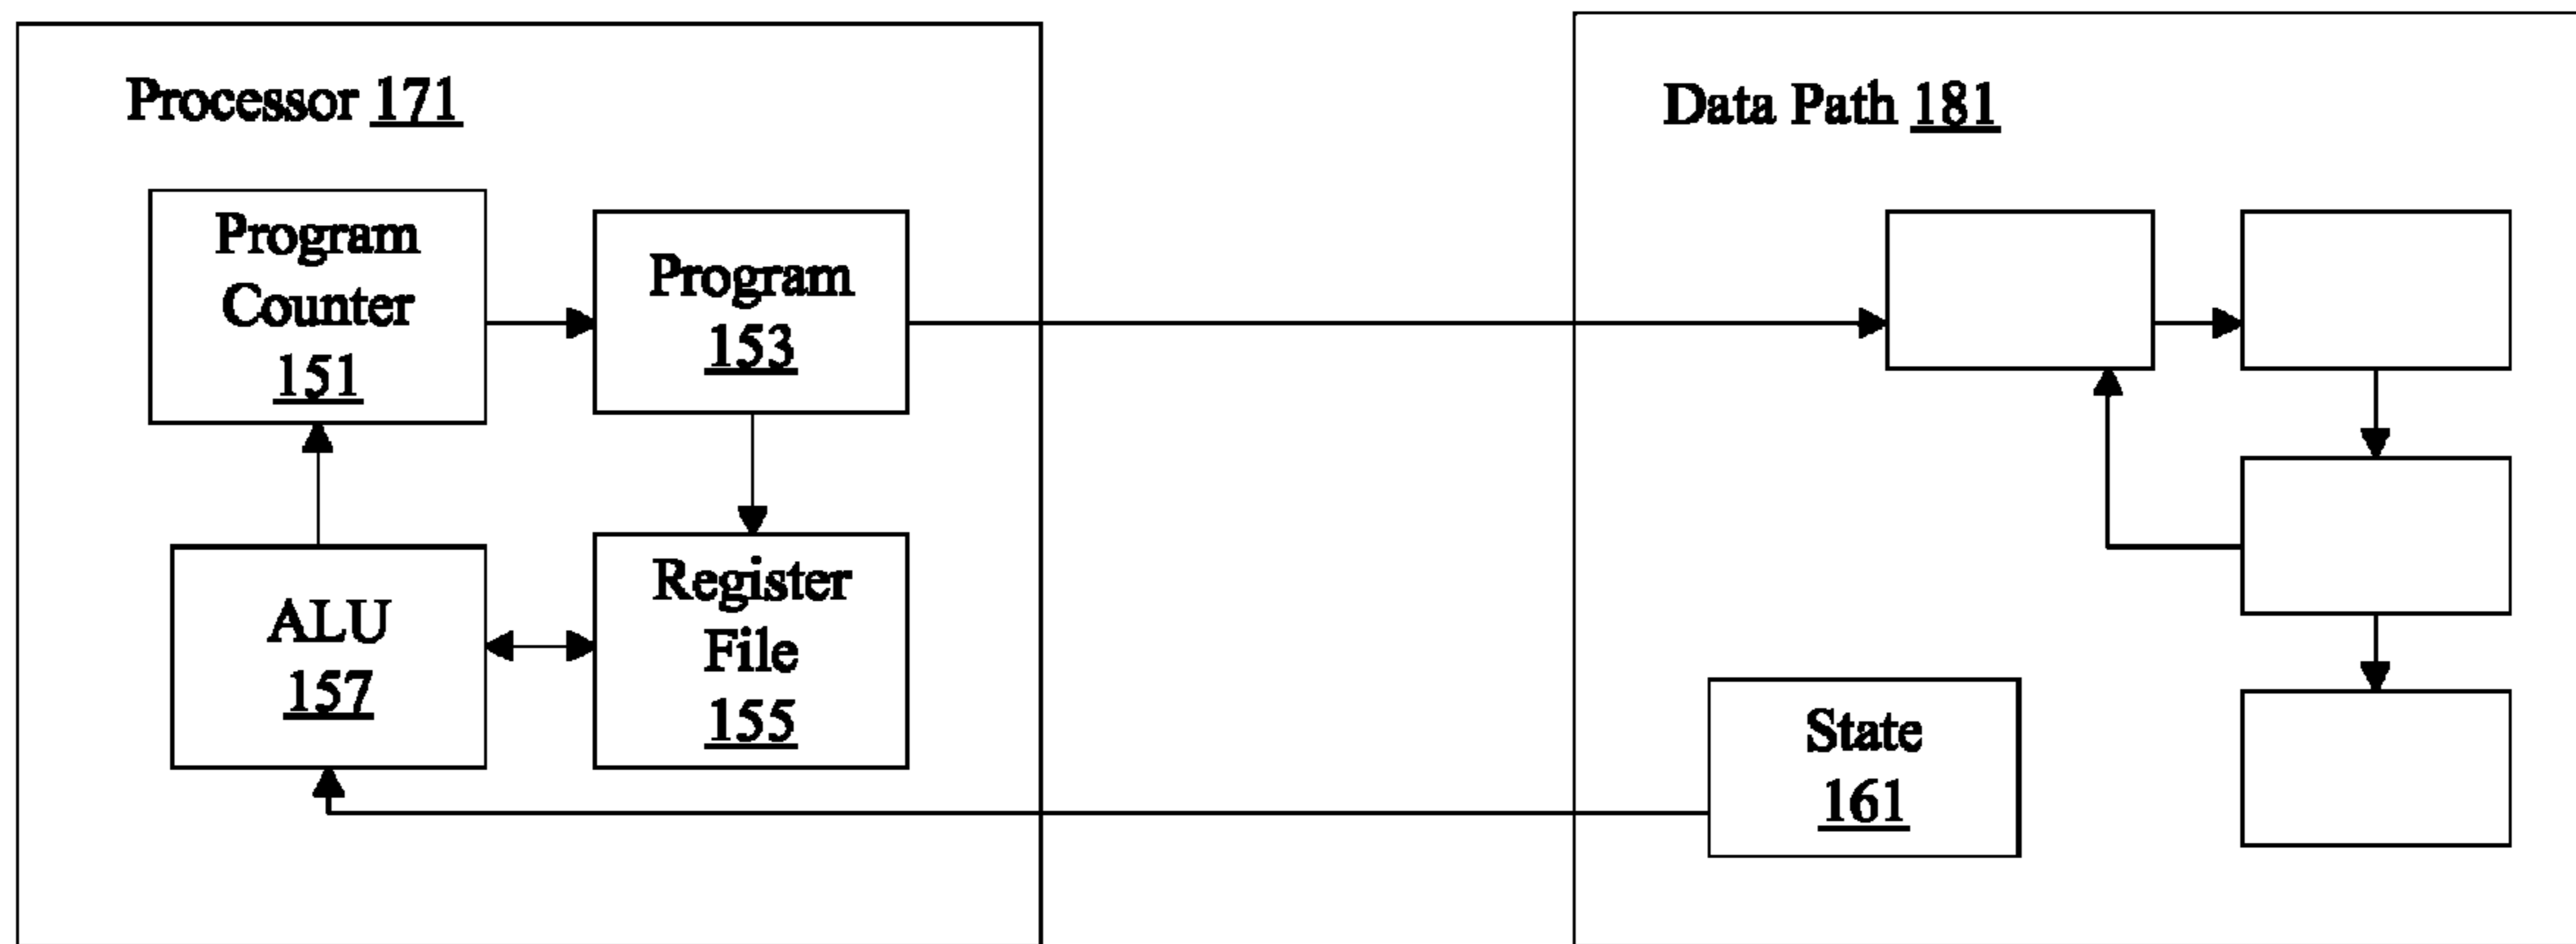 Processor 171
Data Path 181
Program
Counter
151
Program
153
ALU
157
Register
File
155
State
161